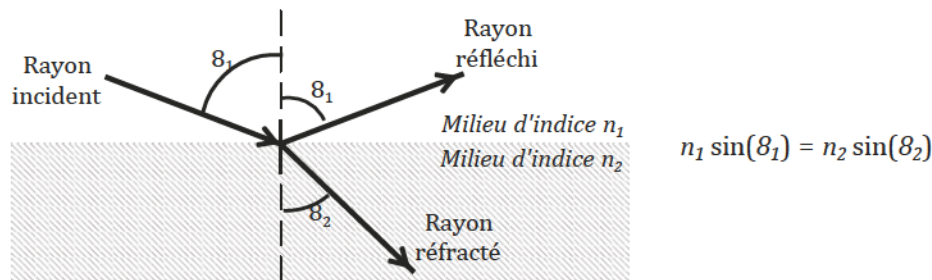 Rayon
incident
8₁
8₁
Rayon
réfléchi
Milieu d'indice n₁
Milieu d'indice n₂
n₁ sin(8₁) = n₂ sin(8₂)
8₂
Rayon
réfracté